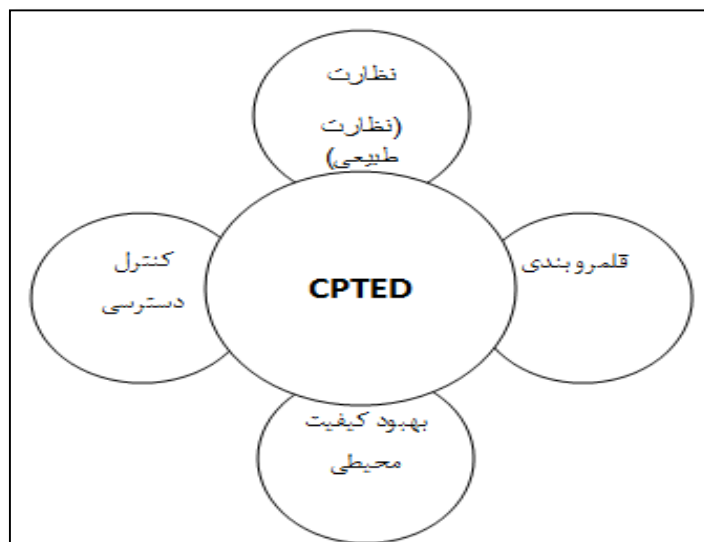 نظارت
(نظارت
طبیعی)
قلمروبندی
CPTED
کنترل
دسترسی
بهبود کیفیت
محیطی